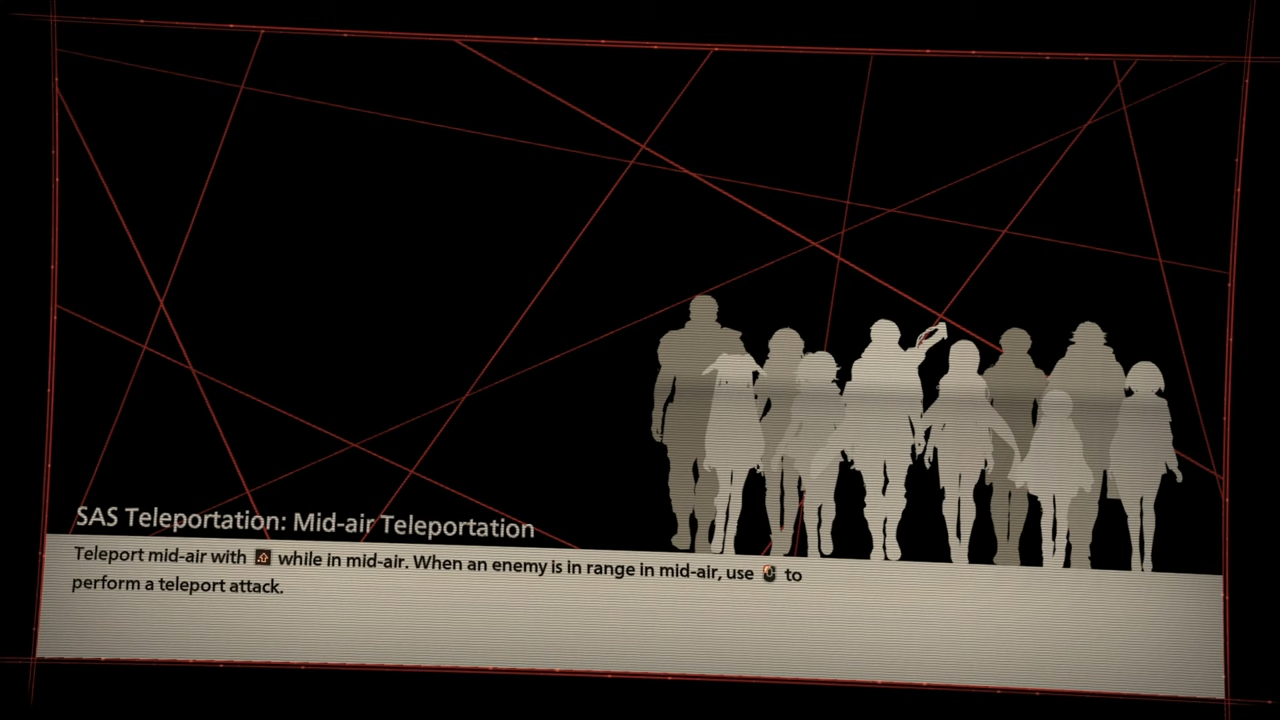 SAS Teleportation: Mid-air Teleportation
Teleport mid-air with while in mid-air. When an enemy is in range in mid-air, use to
perform a teleport attack.